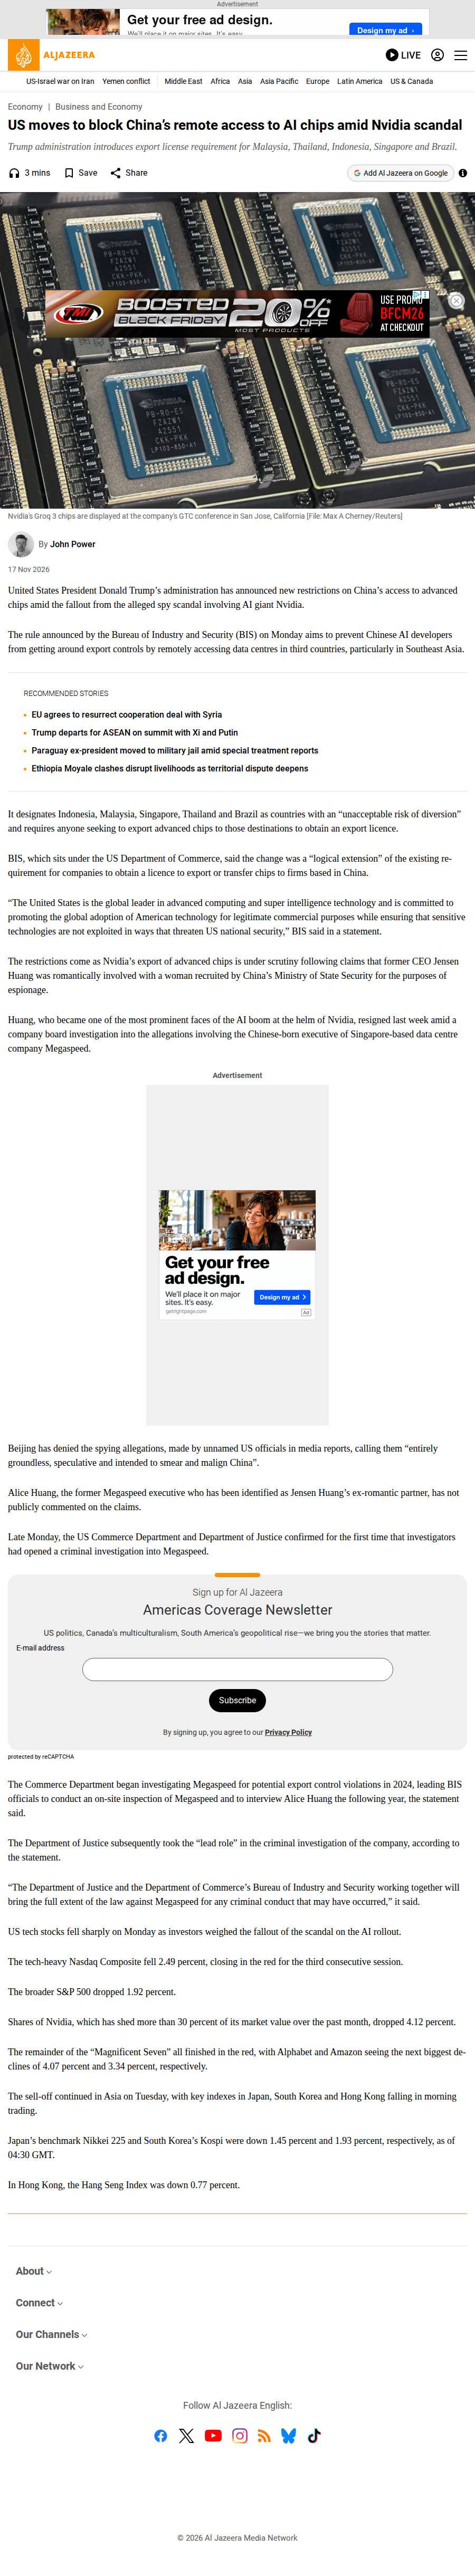 Advertisement
Get your free ad design.
We'll place it on major sites. It's easy.
Design my ad ›
ALJAZEERA
LIVE
US-Israel war on Iran Yemen conflict Middle East Africa Asia Asia Pacific Europe Latin America US & Canada
Economy | Business and Economy
US moves to block China’s remote access to AI chips amid Nvidia scandal
Trump administration introduces export license requirement for Malaysia, Thailand, Indonesia, Singapore and Brazil.
3 mins Save Share Add Al Jazeera on Google
TMI BOOSTED BLACK FRIDAY 20%* OFF MOST PRODUCTS USE PROMO BFCM26 AT CHECKOUT
Nvidia's Groq 3 chips are displayed at the company's GTC conference in San Jose, California [File: Max A Cherney/Reuters]
By John Power
17 Nov 2026
United States President Donald Trump’s administration has announced new restrictions on China’s access to advanced
chips amid the fallout from the alleged spy scandal involving AI giant Nvidia.
The rule announced by the Bureau of Industry and Security (BIS) on Monday aims to prevent Chinese AI developers
from getting around export controls by remotely accessing data centres in third countries, particularly in Southeast Asia.
RECOMMENDED STORIES
EU agrees to resurrect cooperation deal with Syria
Trump departs for ASEAN on summit with Xi and Putin
Paraguay ex-president moved to military jail amid special treatment reports
Ethiopia Moyale clashes disrupt livelihoods as territorial dispute deepens
It designates Indonesia, Malaysia, Singapore, Thailand and Brazil as countries with an “unacceptable risk of diversion”
and requires anyone seeking to export advanced chips to those destinations to obtain an export licence.
BIS, which sits under the US Department of Commerce, said the change was a “logical extension” of the existing re-
quirement for companies to obtain a licence to transfer chips to firms based in China.
“The United States is the global leader in advanced computing and super intelligence technology and is committed to
promoting the global adoption of American technology for legitimate commercial purposes while ensuring that sensitive
technologies are not exploited in ways that threaten US national security,” BIS said in a statement.
The restrictions come as Nvidia’s export of advanced chips is under scrutiny following claims that former CEO Jensen
Huang was romantically involved with a woman recruited by China’s Ministry of State Security for the purposes of
espionage.
Huang, who became one of the most prominent faces of the AI boom at the helm of Nvidia, resigned last week amid a
company board investigation into the allegations involving the Chinese-born executive of Singapore-based data centre
company Megaspeed.
Advertisement
Get your free
ad design.
We'll place it on major
sites. It's easy.
Design my ad ›
getrightpage.com
Ad
Beijing has denied the spying allegations, made by unnamed US officials in media reports, calling them “entirely
groundless, speculative and intended to smear and malign China”.
Alice Huang, the former Megaspeed executive who has been identified as Jensen Huang’s ex-romantic partner, has not
publicly commented on the claims.
Late Monday, the US Commerce Department and Department of Justice confirmed for the first time that investigators
had opened a criminal investigation into Megaspeed.
Sign up for Al Jazeera
Americas Coverage Newsletter
US politics, Canada’s multiculturalism, South America’s geopolitical rise—we bring you the stories that matter.
E-mail address
Subscribe
By signing up, you agree to our Privacy Policy
protected by reCAPTCHA
The Commerce Department began investigating Megaspeed for potential export control violations in 2024, leading BIS
officials to conduct an on-site inspection of Megaspeed and to interview Alice Huang the following year, the statement
said.
The Department of Justice subsequently took the “lead role” in the criminal investigation of the company, according to
the statement.
“The Department of Justice and the Department of Commerce’s Bureau of Industry and Security working together will
bring the full extent of the law against Megaspeed for any criminal conduct that may have occurred,” it said.
US tech stocks fell sharply on Monday as investors weighed the fallout of the scandal on the AI rollout.
The tech-heavy Nasdaq Composite fell 2.49 percent, closing in the red for the third consecutive session.
The broader S&P 500 dropped 1.92 percent.
Shares of Nvidia, which has shed more than 30 percent of its market value over the past month, dropped 4.12 percent.
The remainder of the “Magnificent Seven” all finished in the red, with Alphabet and Amazon seeing the next biggest de-
clines of 4.07 percent and 3.34 percent, respectively.
The sell-off continued in Asia on Tuesday, with key indexes in Japan, South Korea and Hong Kong falling in morning
trading.
Japan’s benchmark Nikkei 225 and South Korea’s Kospi were down 1.45 percent and 1.93 percent, respectively, as of
04:30 GMT.
In Hong Kong, the Hang Seng Index was down 0.77 percent.
About
Connect
Our Channels
Our Network
Follow Al Jazeera English:
© 2026 Al Jazeera Media Network